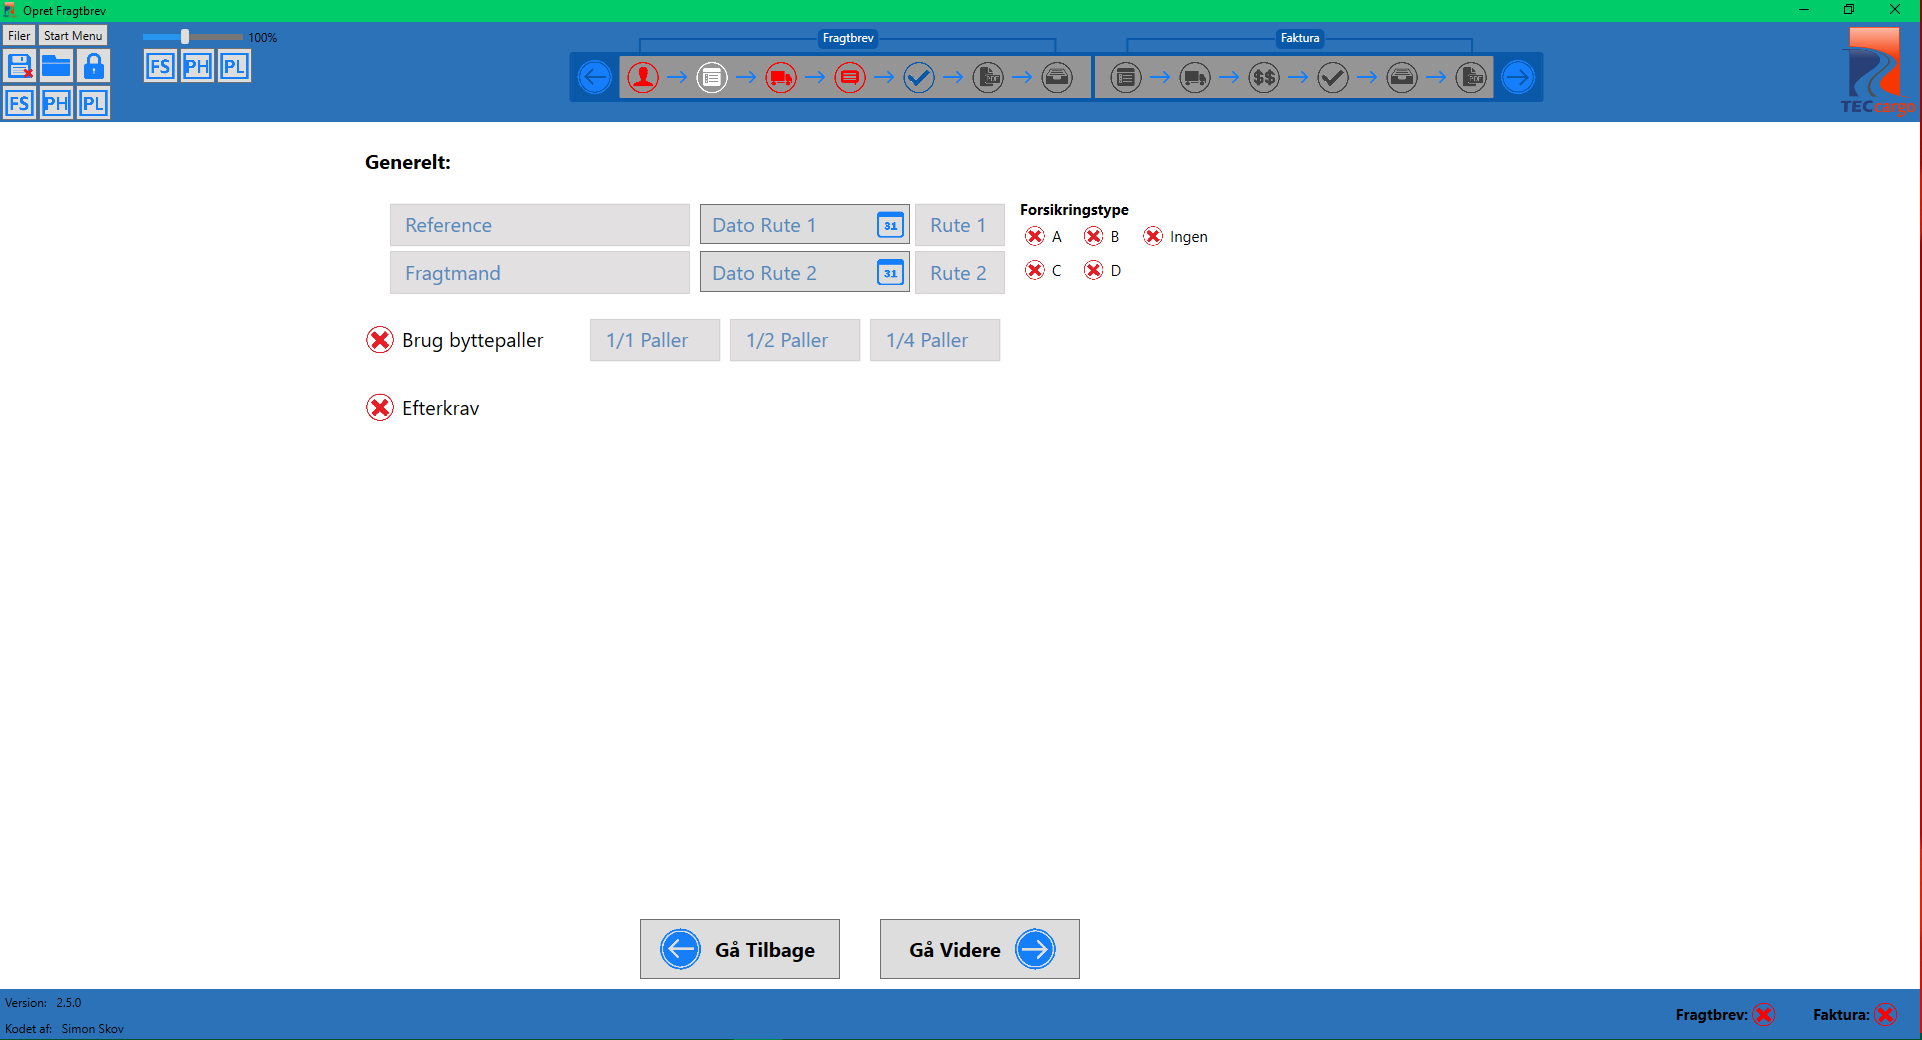 Opret Fragtbrev
Filer
Start Menu
100%
FS
PH
PL
FS
PH
PL
Fragtbrev
Faktura
PDF
$$
PDF
TECcargo
Generelt:
Reference
Dato Rute 1
31
Rute 1
Fragtmand
Dato Rute 2
31
Rute 2
Forsikringstype
A
B
Ingen
C
D
Brug byttepaller
1/1 Paller
1/2 Paller
1/4 Paller
Efterkrav
Gå Tilbage
Gå Videre
Version: 2.5.0
Kodet af: Simon Skov
Fragtbrev:
Faktura: